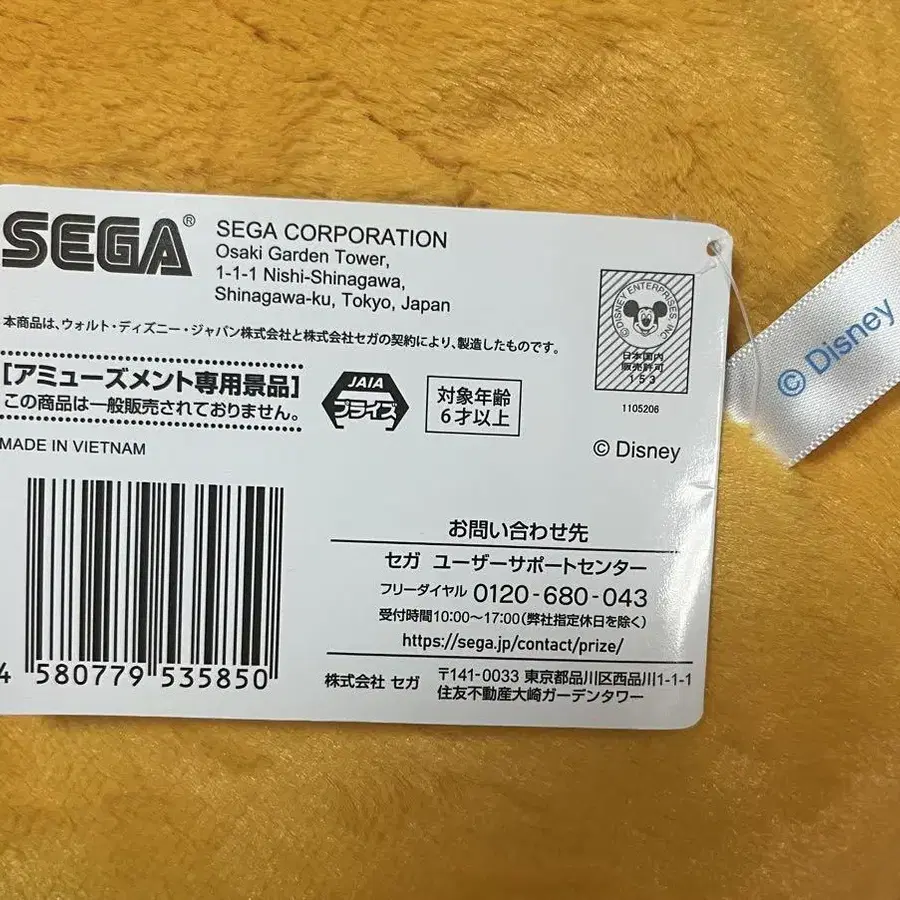 SEGA®
SEGA CORPORATION
Osaki Garden Tower,
1-1-1 Nishi-Shinagawa,
Shinagawa-ku, Tokyo, Japan
本商品は、ウォルト・ディズニー・ジャパン株式会社と株式会社セガの契約により、製造したものです。
[アミューズメント専用景品]
この商品は一般販売されておりません。
JAIA
プライズ
対象年齢
6才以上
©DISNEY ENTERPRISES, INC
日本国内
販売許可
153
1105206
© Disney
© Disney
MADE IN VIETNAM
4 580779 535850
お問い合わせ先
セガ ユーザーサポートセンター
フリーダイヤル 0120-680-043
受付時間10:00～17:00(弊社指定休日を除く)
https://sega.jp/contact/prize/
株式会社 セガ
〒141-0033 東京都品川区西品川1-1-1
住友不動産大崎ガーデンタワー